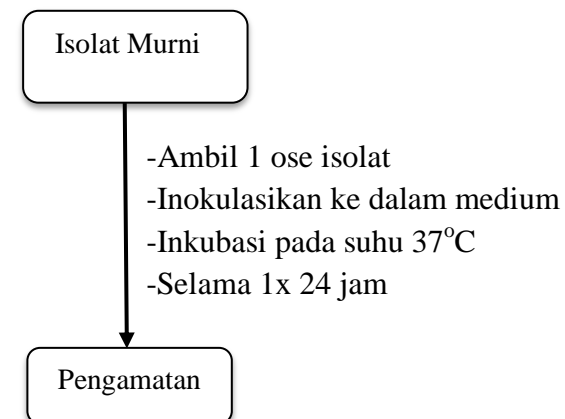 Isolat Murni
-Ambil 1 ose isolat
-Inokulasikan ke dalam medium
-Inkubasi pada suhu 37°C
-Selama 1x 24 jam
Pengamatan